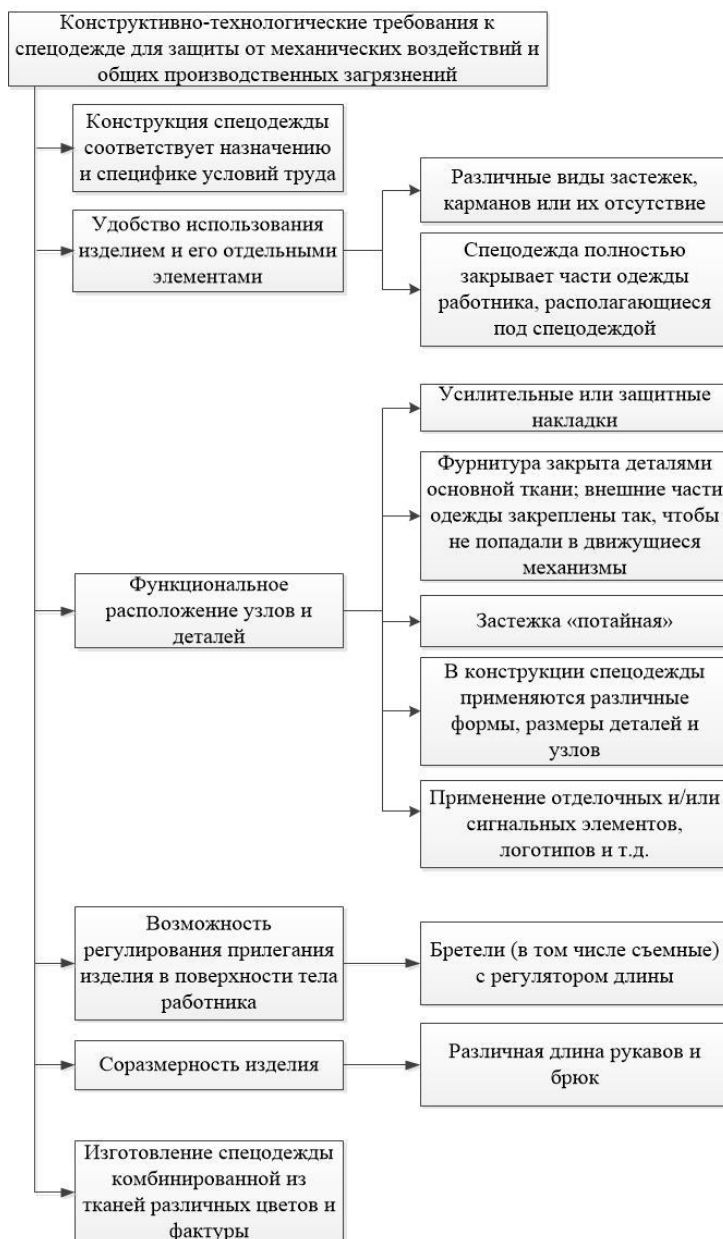 Конструктивно-технологические требования к
спецодежде для защиты от механических воздействий и
общих производственных загрязнений
Конструкция спецодежды
соответствует назначению
и специфике условий труда
Удобство использования
изделием и его отдельными
элементами
Различные виды застежек,
карманов или их отсутствие
Спецодежда полностью
закрывает части одежды
работника, располагающиеся
под спецодеждой
Функциональное
расположение узлов и
деталей
Усилительные или защитные
накладки
Фурнитура закрыта деталями
основной ткани; внешние части
одежды закреплены так, чтобы
не попадали в движущиеся
механизмы
Застежка «потайная»
В конструкции спецодежды
применяются различные
формы, размеры деталей и
узлов
Применение отделочных и/или
сигнальных элементов,
логотипов и т.д.
Возможность
регулирования прилегания
изделия в поверхности тела
работника
Бретели (в том числе съемные)
с регулятором длины
Соразмерность изделия
Различная длина рукавов и
брюк
Изготовление спецодежды
комбинированной из
тканей различных цветов и
фактуры